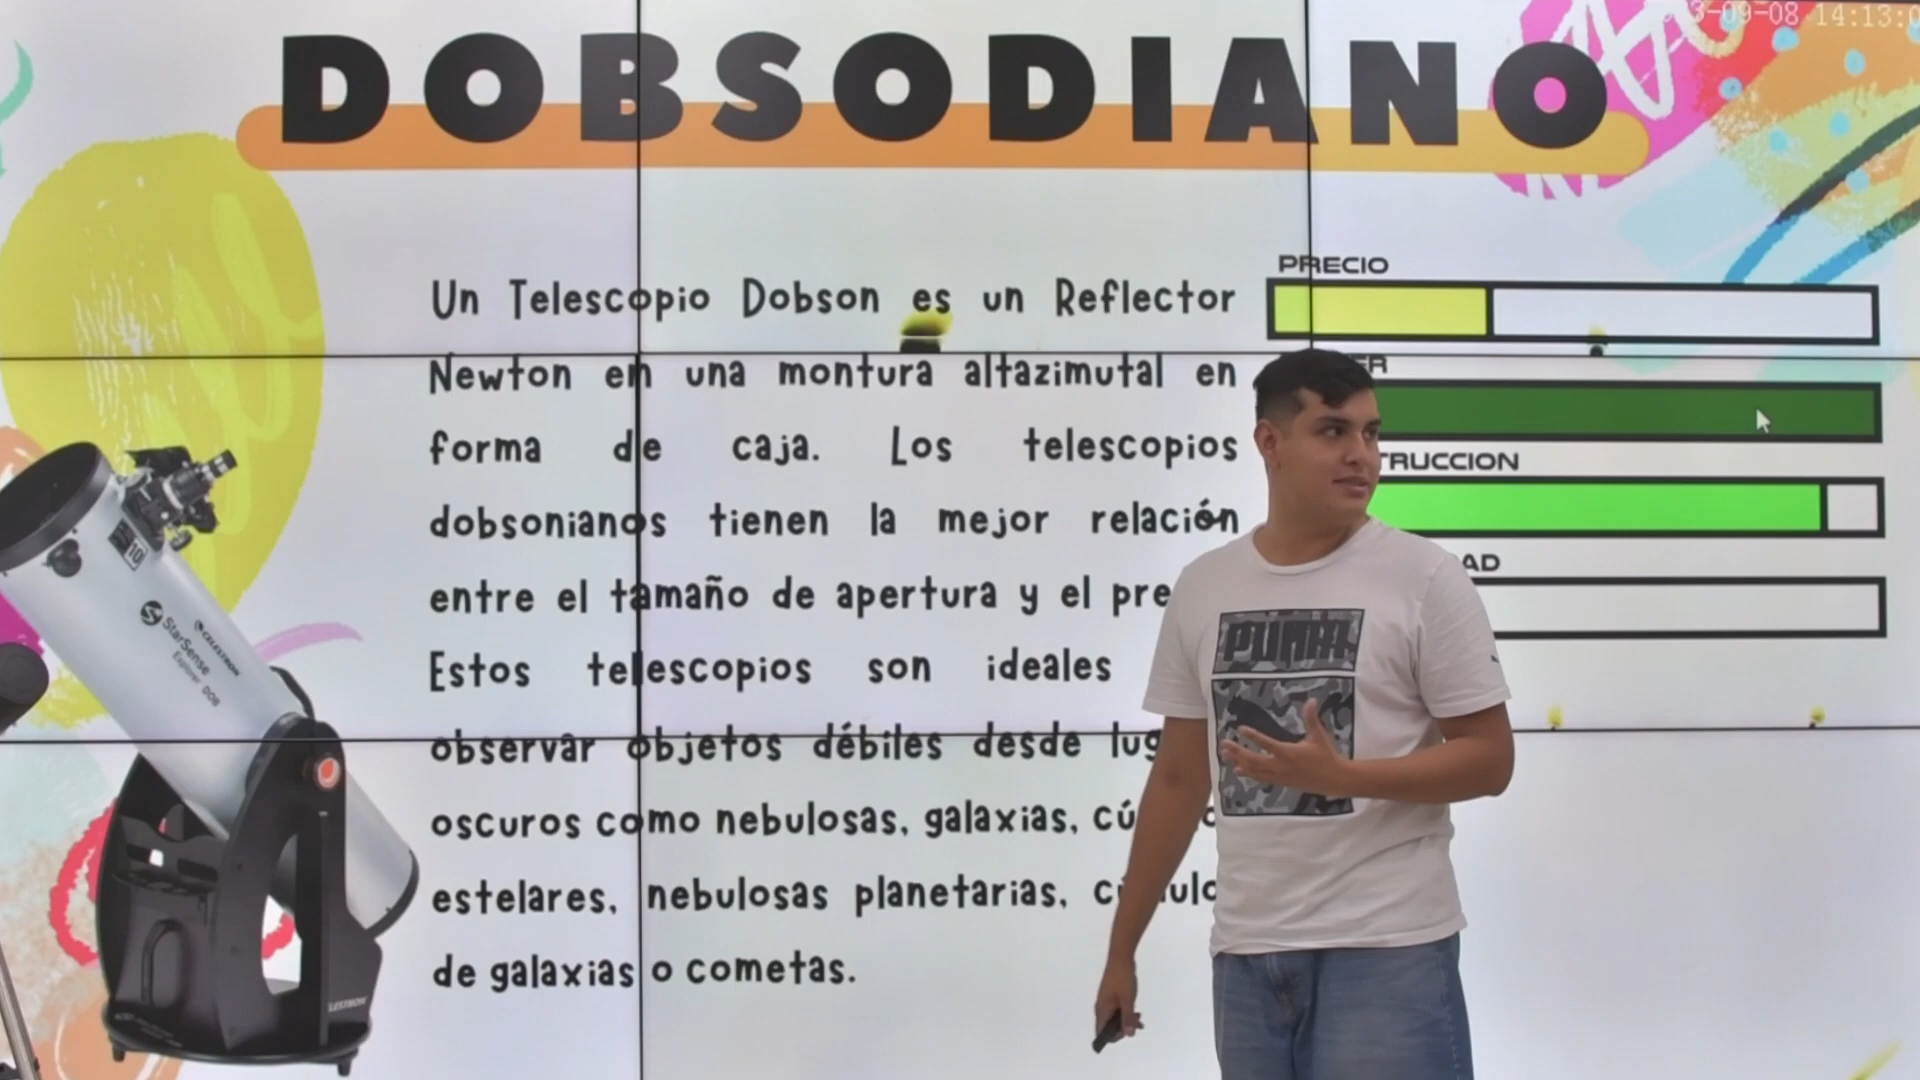 DOBSODIANO
-09-08 14:13:0
Un Telescopio Dobson es un Reflector
Newton en una montura altazimutal en
forma de caja. Los telescopios
dobsonianos tienen la mejor relación
entre el tamaño de apertura y el pre
Estos telescopios son ideales
observar objetos débiles desde lug
oscuros como nebulosas, galaxias, cú
estelares, nebulosas planetarias,
de galaxias o cometas.
PRECIO
ER
TRUCCION
AD
PUMA
10
StarSense
Explorer DOB
CELESTRON
LESTRON